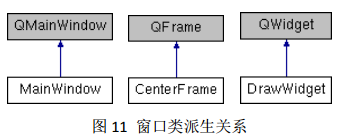 QMainWindow QFrame QWidget
MainWindow CenterFrame DrawWidget
图 11 窗口类派生关系